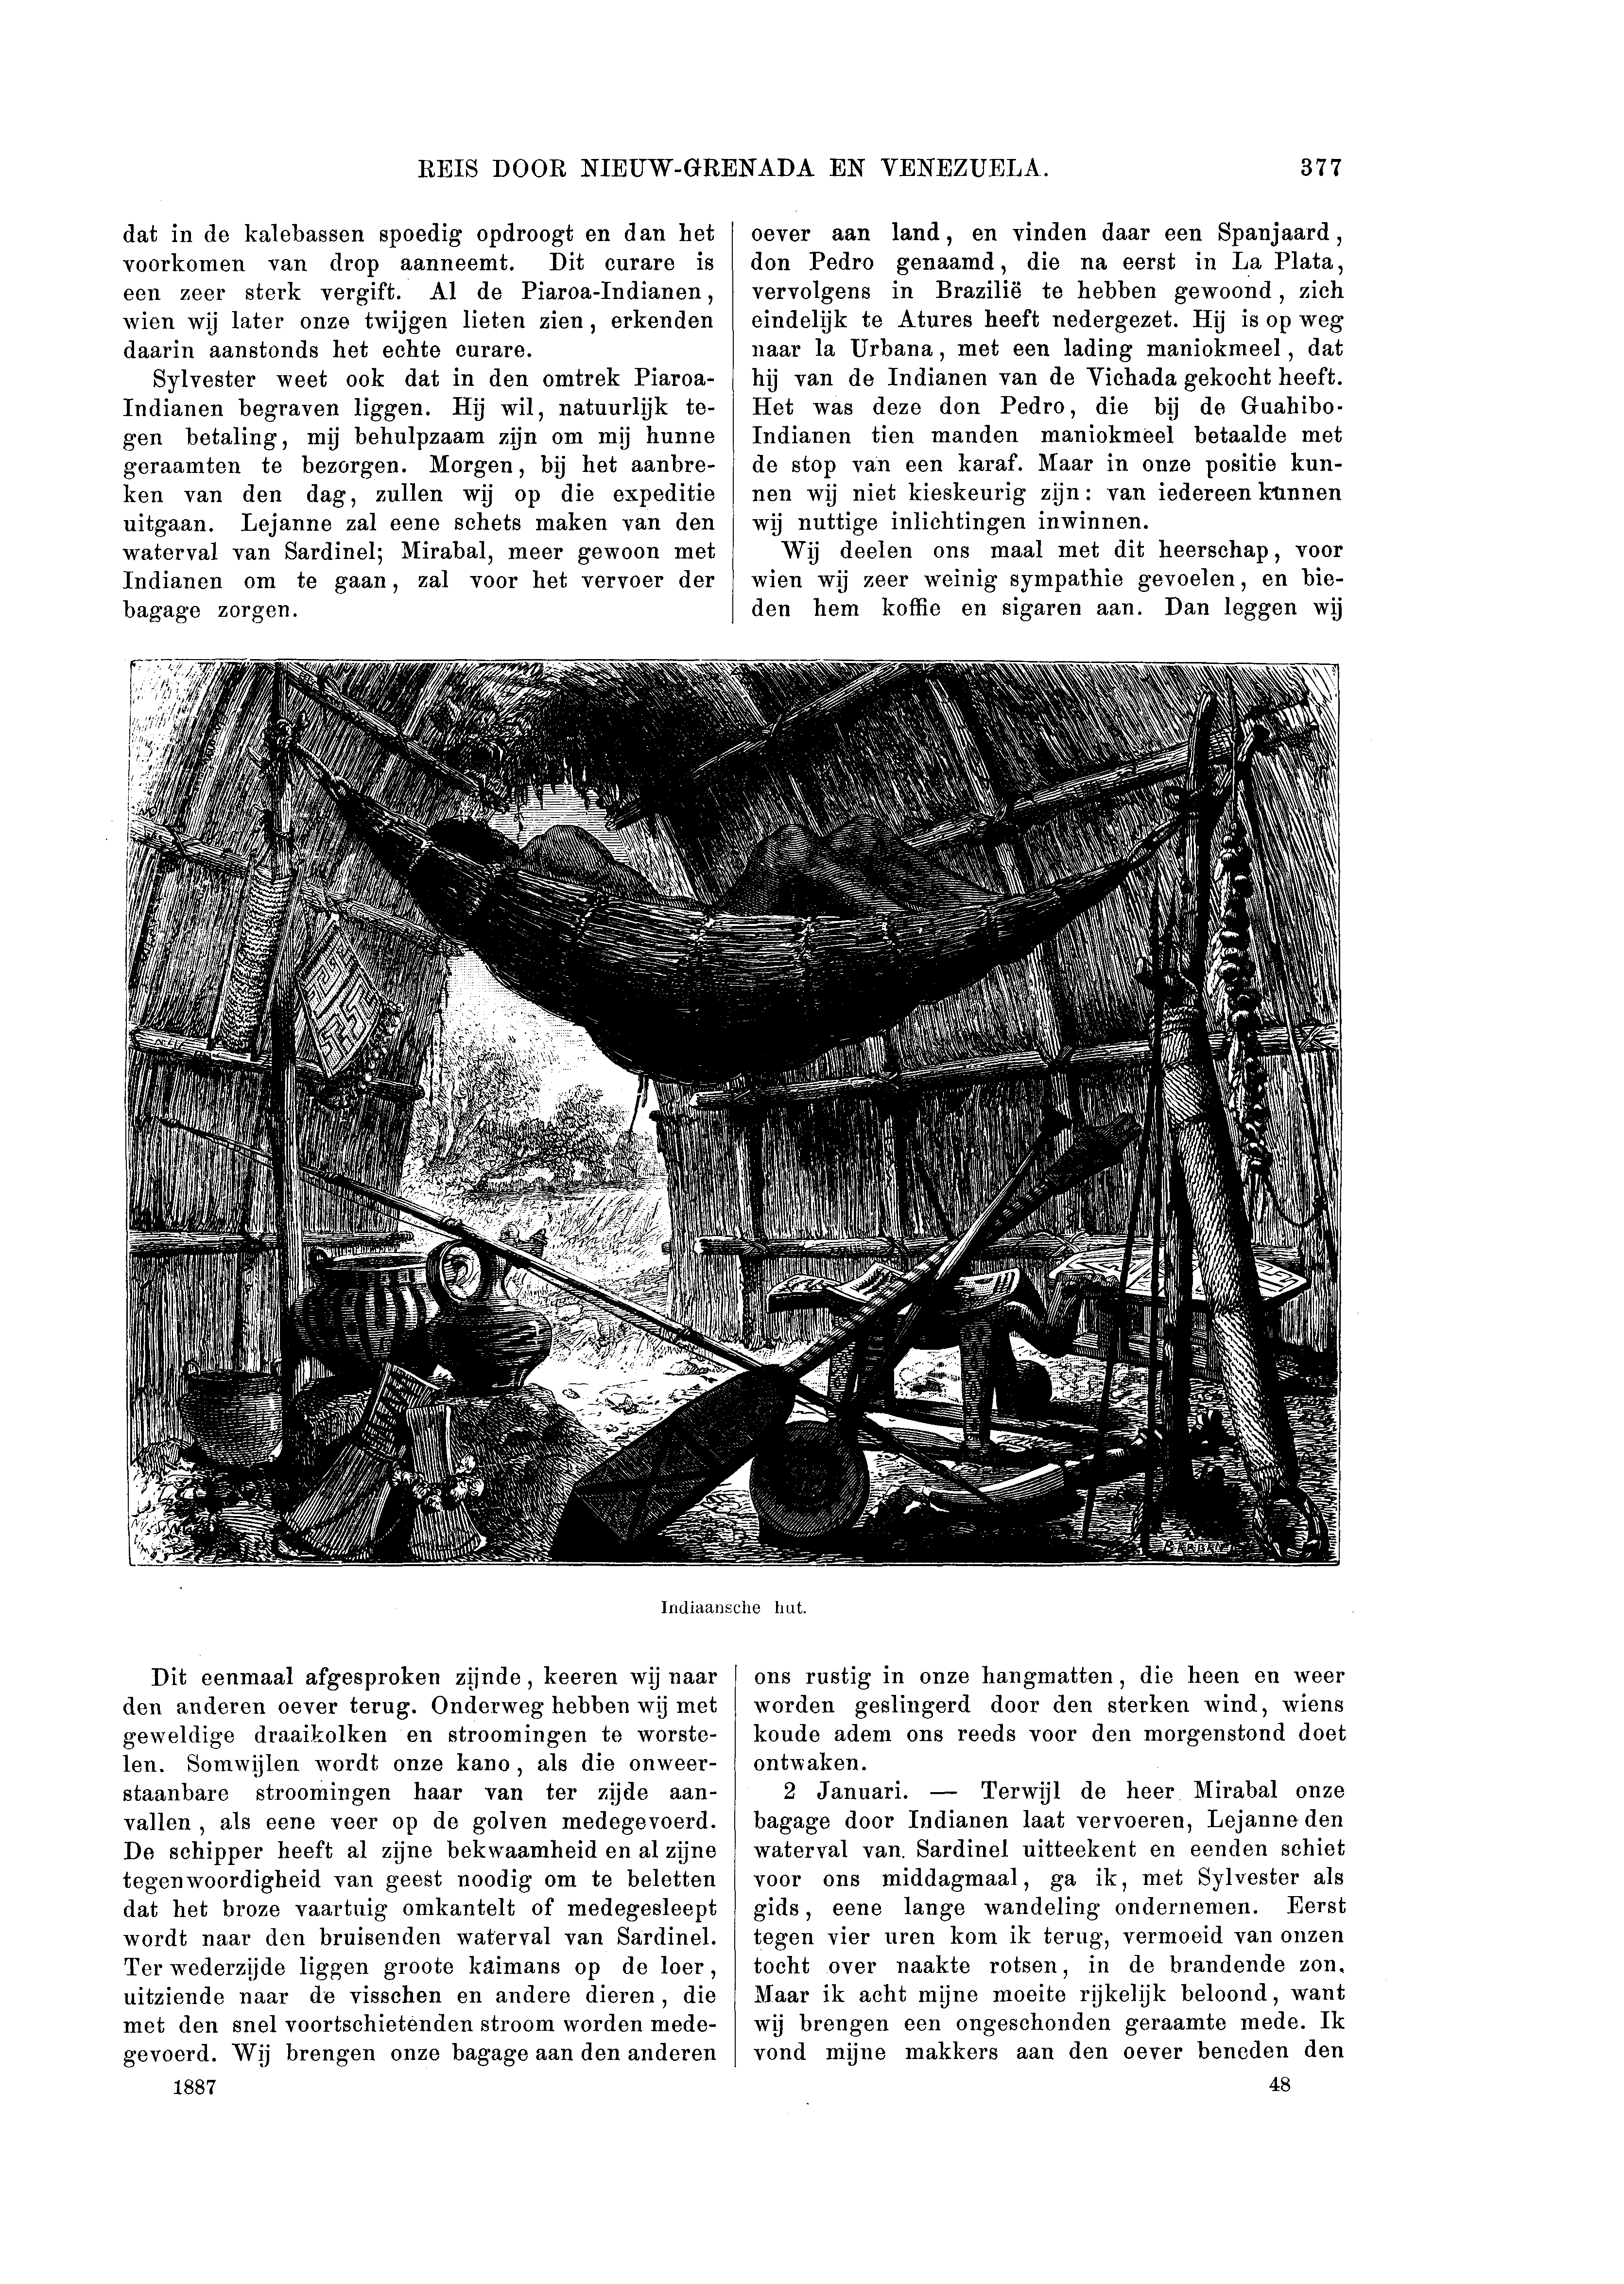 REIS DOOR NIEUW-GRENADA EN VENEZUELA. 377
dat in de kalebassen spoedig opdroogt en dan het
voorkomen van drop aanneemt. Dit curare is
een zeer sterk vergift. Al de Piaroa-Indianen,
wien wij later onze twijgen lieten zien, erkenden
daarin aanstonds het echte curare.
Sylvester weet ook dat in den omtrek Piaroa-
Indianen begraven liggen. Hij wil, natuurlijk te-
gen betaling, mij behulpzaam zijn om mij hunne
geraamten te bezorgen. Morgen, bij het aanbre-
ken van den dag, zullen wij op die expeditie
uitgaan. Lejanne zal eene schets maken van den
waterval van Sardinel; Mirabal, meer gewoon met
Indianen om te gaan, zal voor het vervoer der
bagage zorgen.
Dit eenmaal afgesproken zijnde, keeren wij naar
den anderen oever terug. Onderweg hebben wij met
geweldige draaikolken en stroomingen te worste-
len. Somwijlen wordt onze kano, als die onweer-
staanbare stroomingen haar van ter zijde aan-
vallen, als eene veer op de golven medegevoerd.
De schipper heeft al zijne bekwaamheid en al zijne
tegenwoordigheid van geest noodig om te beletten
dat het broze vaartuig omkantelt of medegesleept
wordt naar den bruisenden waterval van Sardinel.
Ter wederzijde liggen groote kaimans op de loer,
uitziende naar de visschen en andere dieren, die
met den snel voortschietenden stroom worden mede-
gevoerd. Wij brengen onze bagage aan den anderen
oever aan land, en vinden daar een Spanjaard,
don Pedro genaamd, die na eerst in La Plata,
vervolgens in Brazilië te hebben gewoond, zich
eindelijk te Atures heeft nedergezet. Hij is op weg
naar la Urbana, met een lading maniokmeel, dat
hij van de Indianen van de Vichada gekocht heeft.
Het was deze don Pedro, die bij de Guahibo-
Indianen tien manden maniokmeel betaalde met
de stop van een karaf. Maar in onze positie kun-
nen wij niet kieskeurig zijn: van iedereen kunnen
wij nuttige inlichtingen inwinnen.
Wij deelen ons maal met dit heerschap, voor
wien wij zeer weinig sympathie gevoelen, en bie-
den hem koffie en sigaren aan. Dan leggen wij
ons rustig in onze hangmatten, die heen en weer
worden geslingerd door den sterken wind, wiens
koude adem ons reeds voor den morgenstond doet
ontwaken.
2 Januari. — Terwijl de heer Mirabal onze
bagage door Indianen laat vervoeren, Lejanne den
waterval van. Sardinel uitteekent en eenden schiet
voor ons middagmaal, ga ik, met Sylvester als
gids, eene lange wandeling ondernemen. Eerst
tegen vier uren kom ik terug, vermoeid van onzen
tocht over naakte rotsen, in de brandende zon.
Maar ik acht mijne moeite rijkelijk beloond, want
wij brengen een ongeschonden geraamte mede. Ik
vond mijne makkers aan den oever beneden den
Indiaansche hut.
1887 48